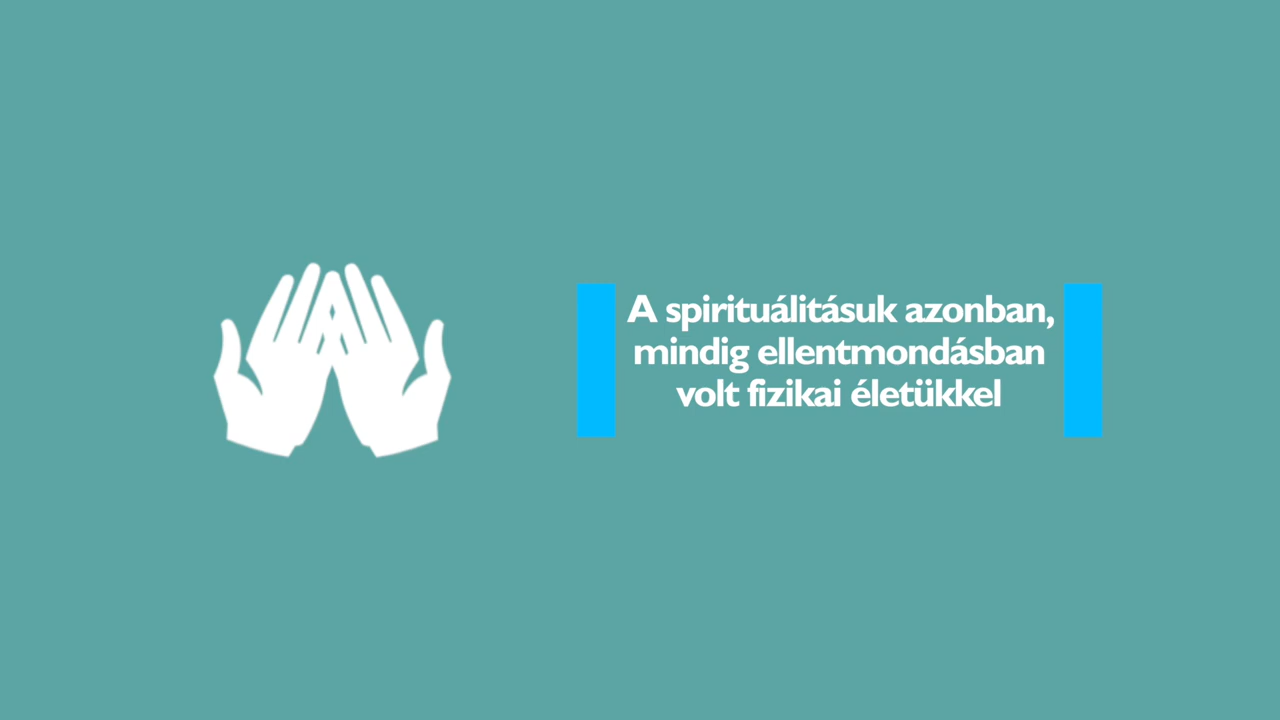 A spirituálitásuk azonban,
mindig ellentmondásban
volt fizikai életükkel